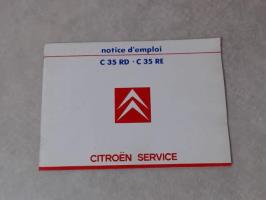 notice d'emploi
C 35 RD - C 35 RE
CITROËN SERVICE